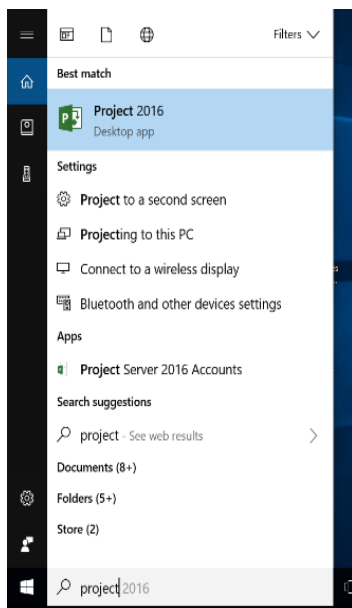 Filters
Best match
Project 2016
Desktop app
Settings
Project to a second screen
Projecting to this PC
Connect to a wireless display
Bluetooth and other devices settings
Apps
Project Server 2016 Accounts
Search suggestions
project - See web results
Documents (8+)
Folders (5+)
Store (2)
project 2016